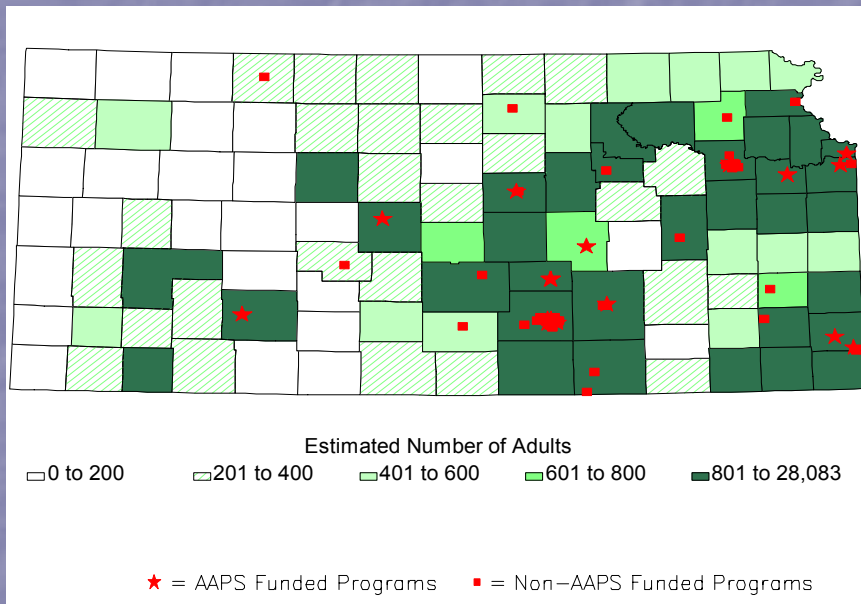 Estimated Number of Adults
0 to 200 201 to 400 401 to 600 601 to 800 801 to 28,083
= AAPS Funded Programs = Non-AAPS Funded Programs